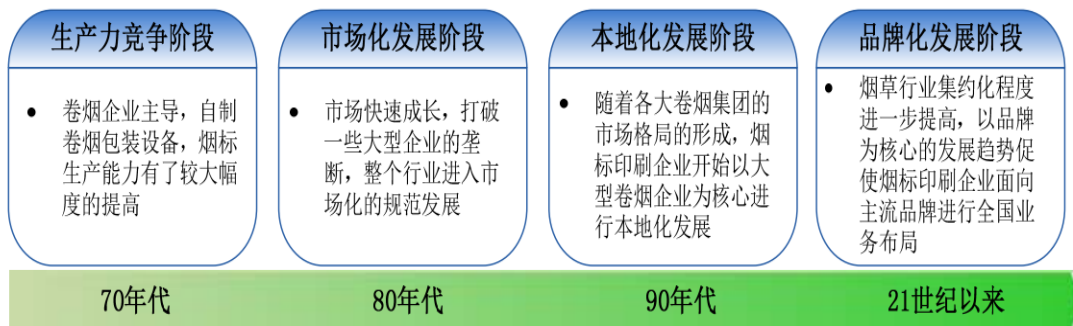 生产力竞争阶段
卷烟企业主导，自制
卷烟包装设备，烟标
生产能力有了较大幅
度的提高
市场化发展阶段
市场快速成长，打破
一些大型企业的垄
断，整个行业进入市
场化的规范发展
本地化发展阶段
随着各大卷烟集团的
市场格局的形成，烟
标印刷企业开始以大
型卷烟企业为核心进
行本地化发展
品牌化发展阶段
烟草行业集约化程度
进一步提高，以品牌
为核心的发展趋势促
使烟标印刷企业面向
主流品牌进行全国业
务布局
70年代
80年代
90年代
21世纪以来